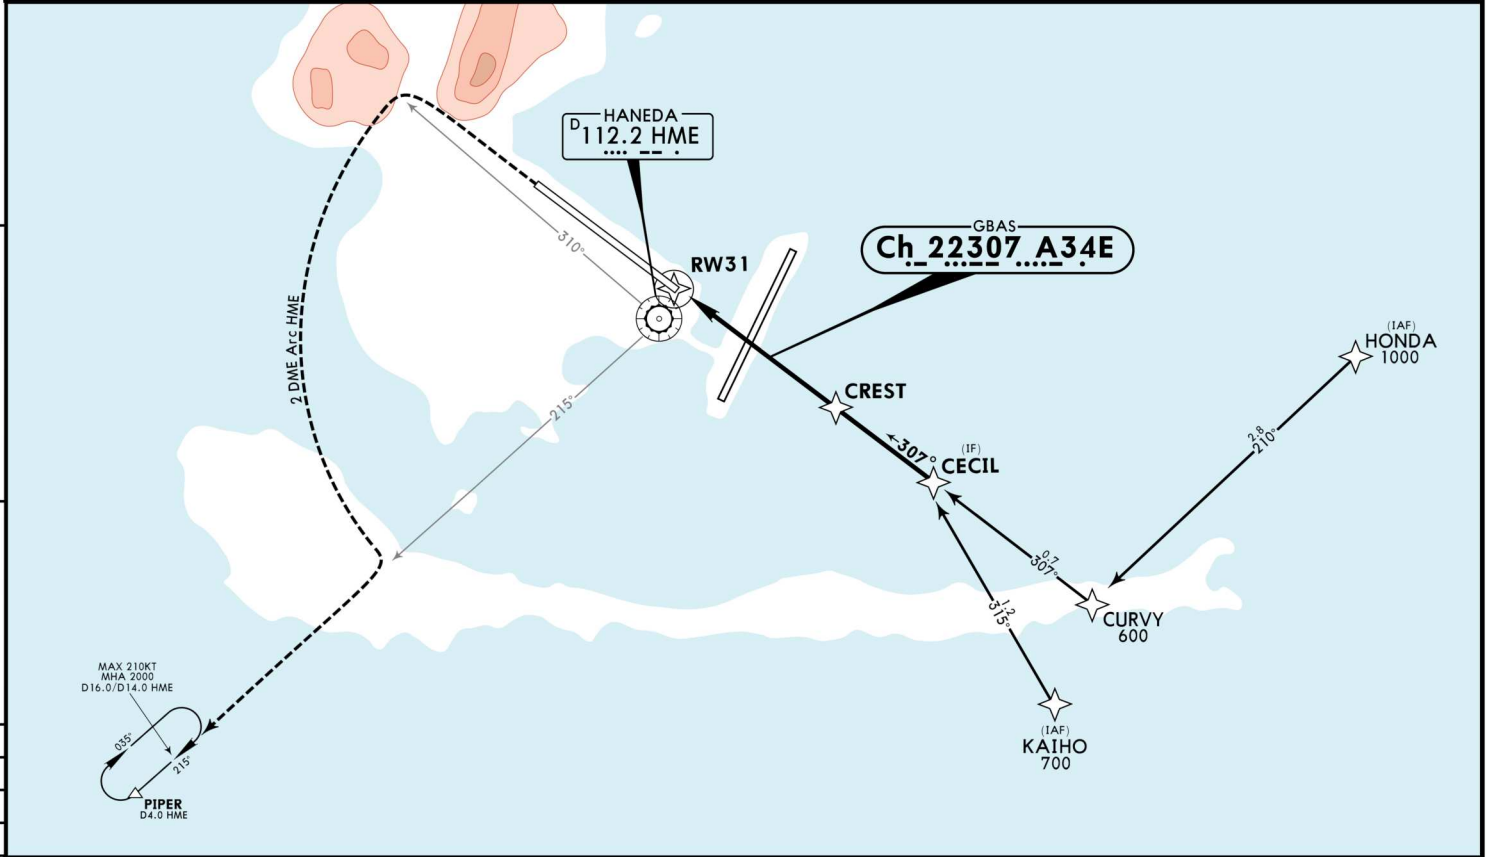 HANEDA
D 112.2 HME
GBAS
Ch 22307 A34E
RW31
310°
2 DME Arc HME
215°
(IAF)
HONDA
1000
CREST
2.8
210°
←307°
(IF)
CECIL
0.7
307°
1.2
315°
CURVY
600
MAX 210KT
MHA 2000
D16.0/D14.0 HME
035°
215°
PIPER
D4.0 HME
(IAF)
KAIHO
700